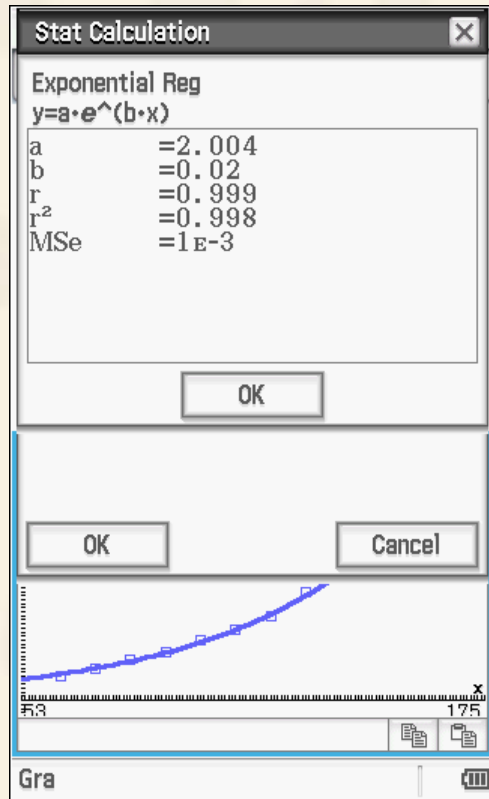 Stat Calculation
Exponential Reg
y=a·e^(b·x)
a =2.004
b =0.02
r =0.999
r² =0.998
MSe =1ᴇ-3
OK
OK Cancel
x
53 175
Gra